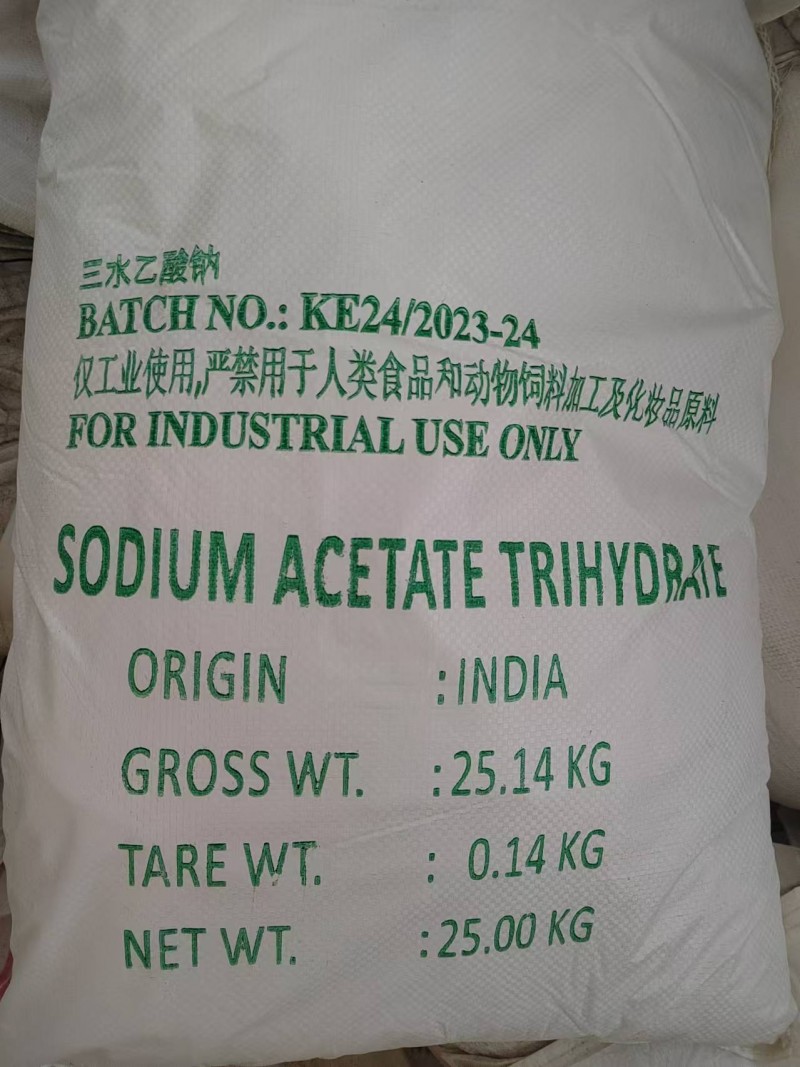 三水乙酸钠
BATCH NO.: KE24/2023-24
仅工业使用,严禁用于人类食品和动物饲料加工及化妆品原料
FOR INDUSTRIAL USE ONLY
SODIUM ACETATE TRIHYDRATE
ORIGIN : INDIA
GROSS WT. : 25.14 KG
TARE WT. : 0.14 KG
NET WT. : 25.00 KG